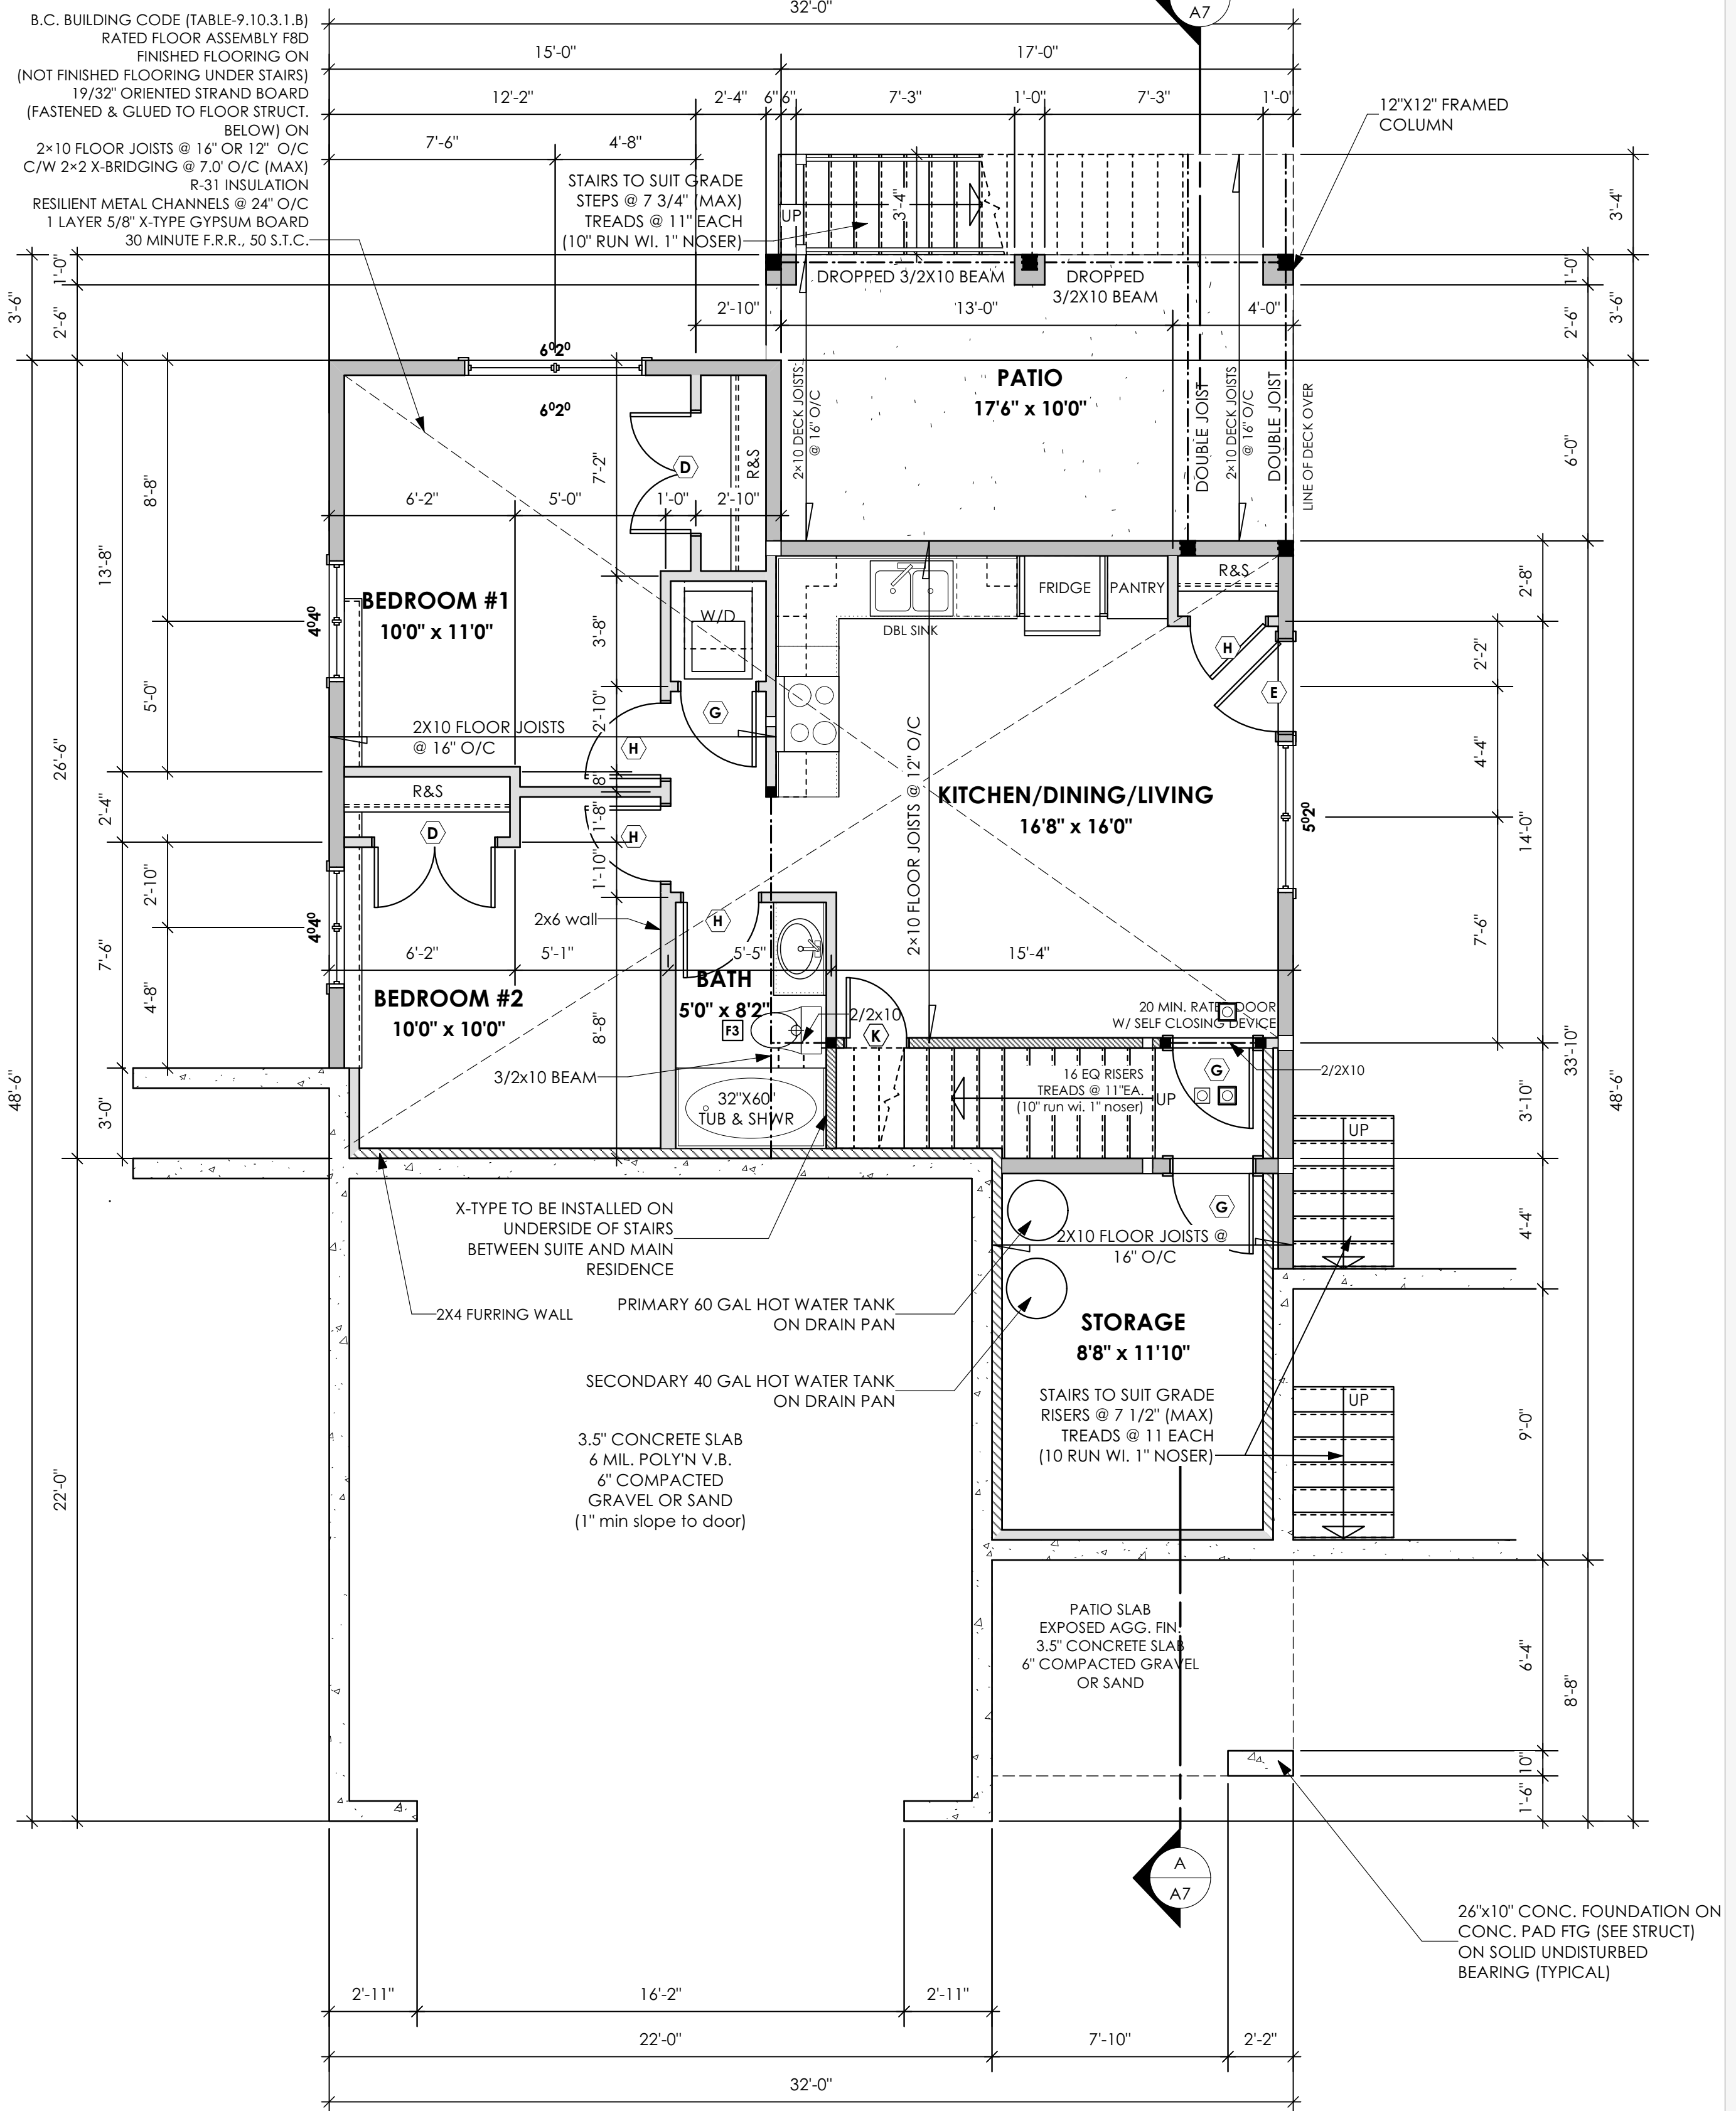 B.C. BUILDING CODE (TABLE-9.10.3.1.B)
RATED FLOOR ASSEMBLY F8D
FINISHED FLOORING ON
(NOT FINISHED FLOORING UNDER STAIRS)
19/32" ORIENTED STRAND BOARD
(FASTENED & GLUED TO FLOOR STRUCT.
BELOW) ON
2×10 FLOOR JOISTS @ 16" OR 12" O/C
C/W 2×2 X-BRIDGING @ 7.0' O/C (MAX)
R-31 INSULATION
RESILIENT METAL CHANNELS @ 24" O/C
1 LAYER 5/8" X-TYPE GYPSUM BOARD
30 MINUTE F.R.R., 50 S.T.C.
32'-0"
A7
15'-0"
17'-0"
12'-2"
2'-4"
6"
6"
7'-3"
1'-0"
7'-3"
1'-0"
7'-6"
4'-8"
12"X12" FRAMED
COLUMN
STAIRS TO SUIT GRADE
STEPS @ 7 3/4" (MAX)
TREADS @ 11" EACH
(10" RUN WI. 1" NOSER)
UP
3'-4"
3'-4"
DROPPED 3/2X10 BEAM
DROPPED
3/2X10 BEAM
2'-10"
13'-0"
4'-0"
3'-6"
1'-0"
2'-6"
1'-0"
2'-6"
3'-6"
6⁰2⁰
6⁰2⁰
PATIO
17'6" x 10'0"
2×10 DECK JOISTS
@ 16" O/C
DOUBLE JOIST
2×10 DECK JOISTS
@ 16" O/C
DOUBLE JOIST
LINE OF DECK OVER
6'-0"
D
R&S
7'-2"
6'-2"
5'-0"
1'-0"
2'-10"
8'-8"
13'-8"
26'-6"
48'-6"
5'-0"
4⁰4⁰
BEDROOM #1
10'0" x 11'0"
W/D
3'-8"
G
2'-10"
DBL SINK
FRIDGE
PANTRY
R&S
H
E
2'-8"
2'-2"
4'-4"
14'-0"
7'-6"
33'-10"
48'-6"
2X10 FLOOR JOISTS
@ 16" O/C
H
8"
1'-8"
H
1'-10"
R&S
D
2'-4"
2'-10"
7'-6"
4'-8"
3'-0"
4⁰4⁰
2×10 FLOOR JOISTS @ 12" O/C
KITCHEN/DINING/LIVING
16'8" x 16'0"
5⁰2⁰
2x6 wall
H
6'-2"
5'-1"
5'-5"
15'-4"
BATH
5'0" x 8'2"
F3
BEDROOM #2
10'0" x 10'0"
8'-8"
2/2x10
K
20 MIN. RATE DOOR
W/ SELF CLOSING DEVICE
3/2x10 BEAM
32"X60"
TUB & SHWR
16 EQ RISERS
TREADS @ 11"EA.
(10" run wi. 1" noser)
UP
G
2/2X10
3'-10"
UP
G
4'-4"
X-TYPE TO BE INSTALLED ON
UNDERSIDE OF STAIRS
BETWEEN SUITE AND MAIN
RESIDENCE
2X10 FLOOR JOISTS @
16" O/C
2X4 FURRING WALL
PRIMARY 60 GAL HOT WATER TANK
ON DRAIN PAN
STORAGE
8'8" x 11'10"
SECONDARY 40 GAL HOT WATER TANK
ON DRAIN PAN
STAIRS TO SUIT GRADE
RISERS @ 7 1/2" (MAX)
TREADS @ 11 EACH
(10 RUN WI. 1" NOSER)
UP
9'-0"
22'-0"
3.5" CONCRETE SLAB
6 MIL. POLY'N V.B.
6" COMPACTED
GRAVEL OR SAND
(1" min slope to door)
PATIO SLAB
EXPOSED AGG. FIN.
3.5" CONCRETE SLAB
6" COMPACTED GRAVEL
OR SAND
6'-4"
8'-8"
10"
1'-6"
A
A7
26"x10" CONC. FOUNDATION ON
CONC. PAD FTG (SEE STRUCT)
ON SOLID UNDISTURBED
BEARING (TYPICAL)
2'-11"
16'-2"
2'-11"
22'-0"
7'-10"
2'-2"
32'-0"